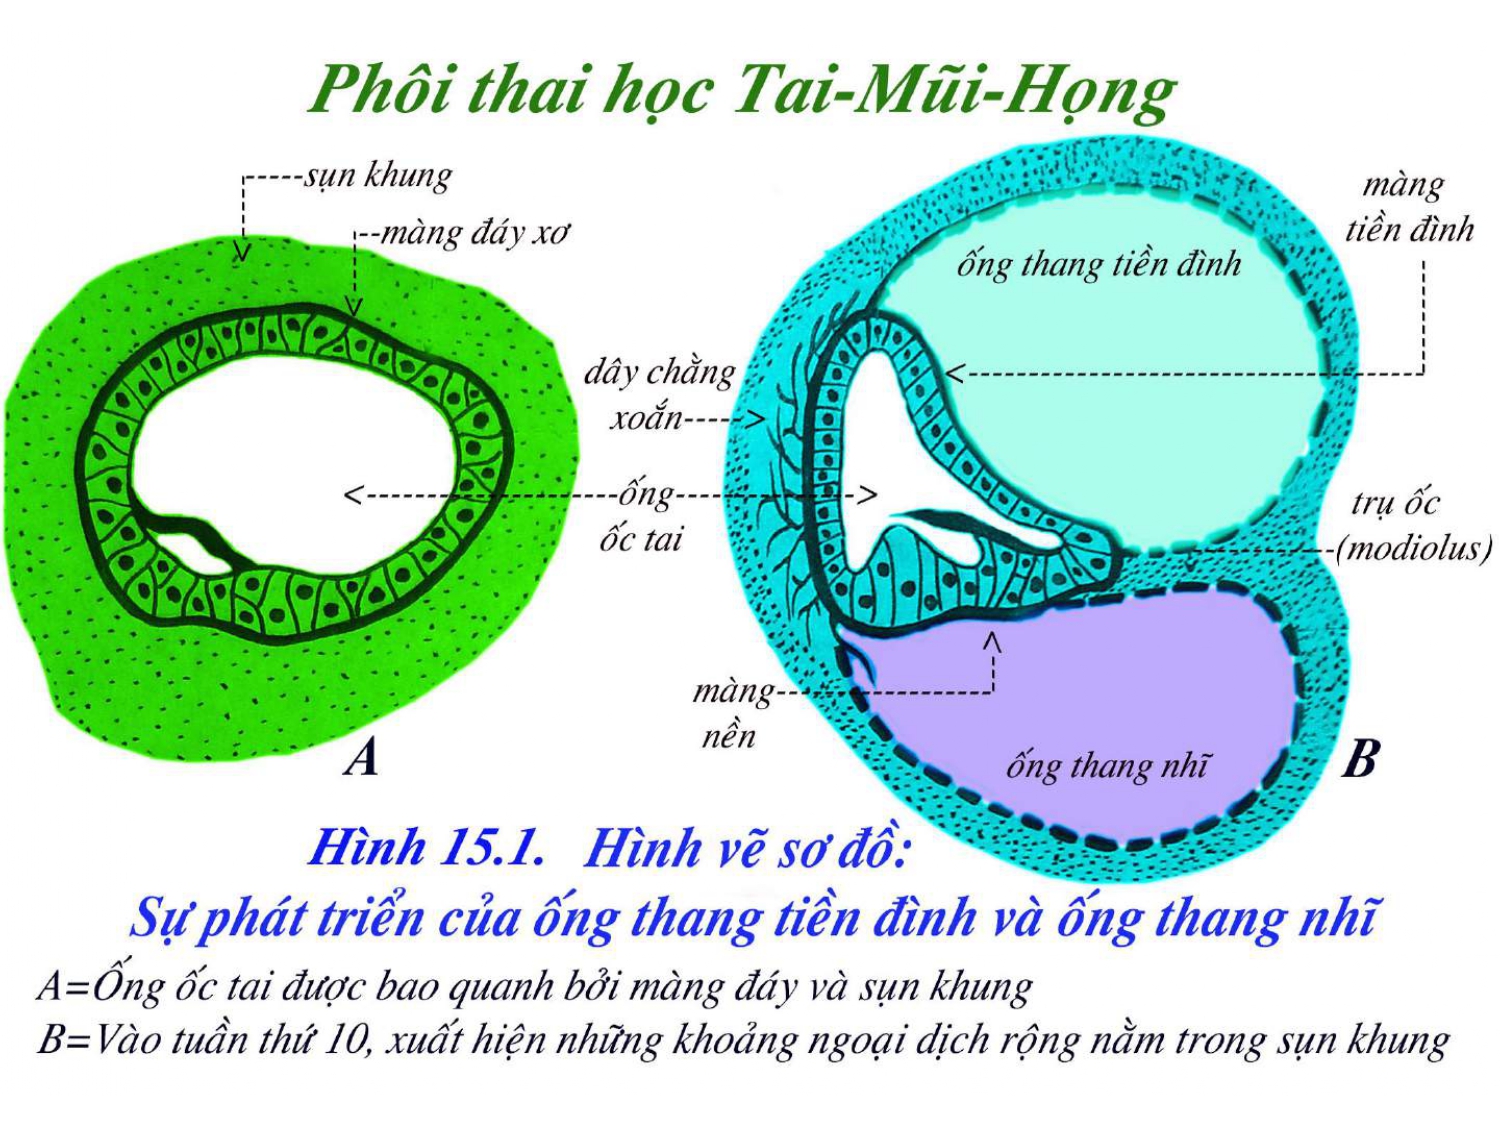 Phôi thai học Tai-Mũi-Họng
sụn khung
màng đáy xơ
màng
tiền đình
ống thang tiền đình
dây chằng
xoắn
ống
ốc tai
trụ ốc
(modiolus)
màng
nền
ống thang nhĩ
A
B
Hình 15.1. Hình vẽ sơ đồ:
Sự phát triển của ống thang tiền đình và ống thang nhĩ
A=Ống ốc tai được bao quanh bởi màng đáy và sụn khung
B=Vào tuần thứ 10, xuất hiện những khoảng ngoại dịch rộng nằm trong sụn khung